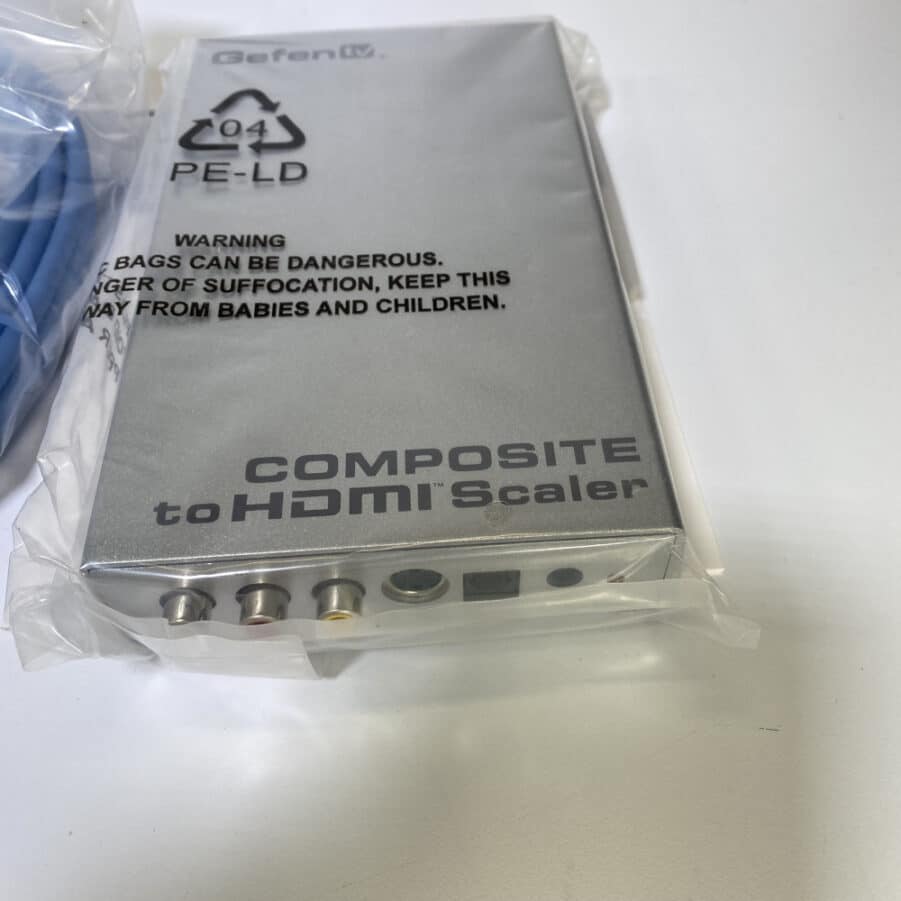 Gefen tv
04
PE-LD
WARNING
BAGS CAN BE DANGEROUS.
OF SUFFOCATION, KEEP THIS
FROM BABIES AND CHILDREN.
COMPOSITE
to HDMI™ Scaler